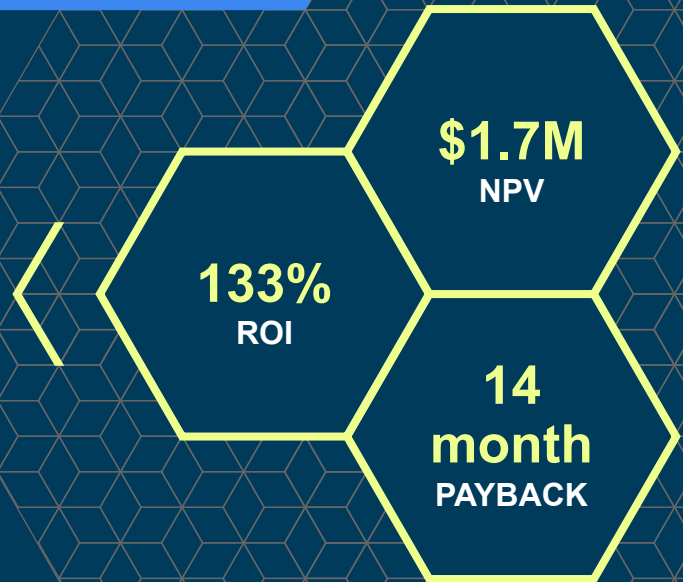 $1.7M
NPV
133%
ROI
14
month
PAYBACK